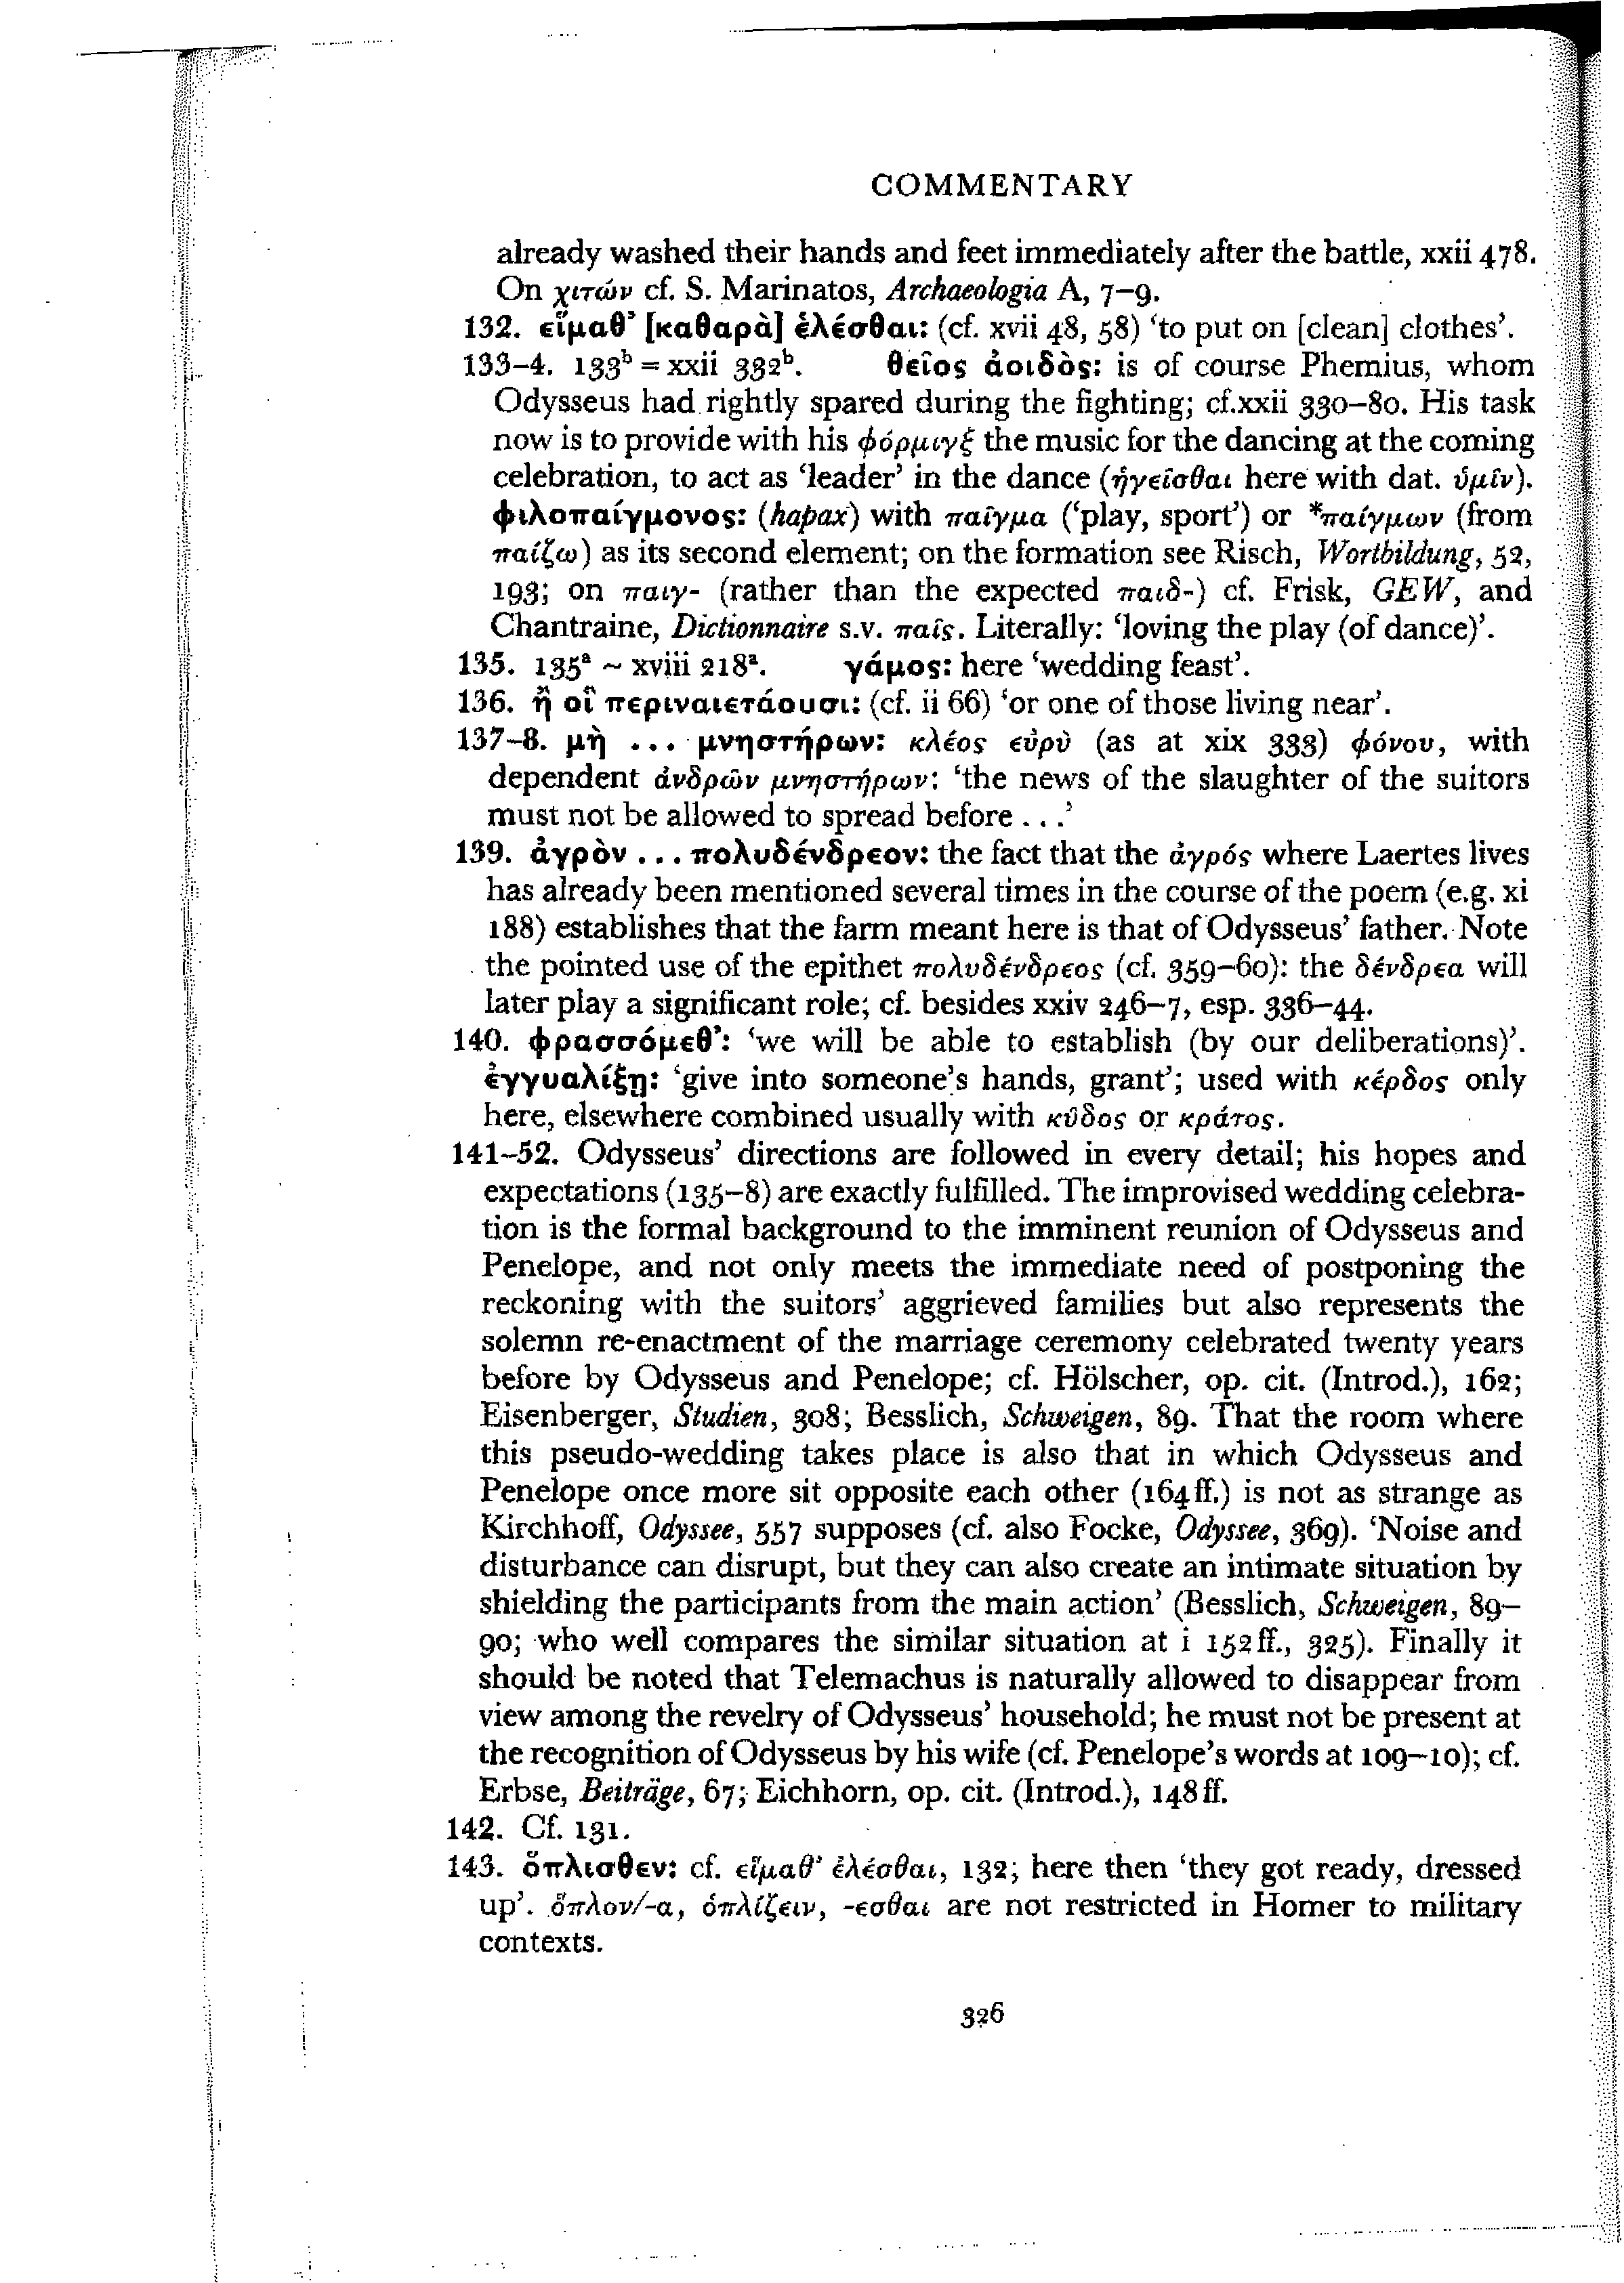 COMMENTARY
already washed their hands and feet immediately after the battle, xxii 478.
On χιτών cf. S. Marinatos, Archaeologia A, 7–9.
132. εἵμαθ’ [καθαρὰ] ἑλέσθαι: (cf. xvii 48, 58) ‘to put on [clean] clothes’.
133–4. 133ᵇ = xxii 332ᵇ. θεῖος ἀοιδὸς: is of course Phemius, whom
Odysseus had rightly spared during the fighting; cf.xxii 330–80. His task
now is to provide with his φόρμιγξ the music for the dancing at the coming
celebration, to act as ‘leader’ in the dance (ἡγεῖσθαι here with dat. ὑμῖν).
φιλοπαίγμονος: (hapax) with παῖγμα (‘play, sport’) or *παίγμων (from
παίζω) as its second element; on the formation see Risch, Wortbildung, 52,
193; on παιγ- (rather than the expected παιδ-) cf. Frisk, GEW, and
Chantraine, Dictionnaire s.v. παῖς. Literally: ‘loving the play (of dance)’.
135. 135ᵃ ~ xviii 218ᵃ. γάμος: here ‘wedding feast’.
136. ἢ οἳ περιναιετάουσι: (cf. ii 66) ‘or one of those living near’.
137–8. μὴ ... μνηστήρων: κλέος εὐρὺ (as at xix 333) φόνου, with
dependent ἀνδρῶν μνηστήρων: ‘the news of the slaughter of the suitors
must not be allowed to spread before . . .’
139. ἀγρὸν ... πολυδένδρεον: the fact that the ἀγρός where Laertes lives
has already been mentioned several times in the course of the poem (e.g. xi
188) establishes that the farm meant here is that of Odysseus’ father. Note
the pointed use of the epithet πολυδένδρεος (cf. 359–60): the δένδρεα will
later play a significant role; cf. besides xxiv 246–7, esp. 336–44.
140. φρασσόμεθ’: ‘we will be able to establish (by our deliberations)’.
ἐγγυαλίξῃ: ‘give into someone’s hands, grant’; used with κέρδος only
here, elsewhere combined usually with κῦδος or κράτος.
141–52. Odysseus’ directions are followed in every detail; his hopes and
expectations (135–8) are exactly fulfilled. The improvised wedding celebra-
tion is the formal background to the imminent reunion of Odysseus and
Penelope, and not only meets the immediate need of postponing the
reckoning with the suitors’ aggrieved families but also represents the
solemn re-enactment of the marriage ceremony celebrated twenty years
before by Odysseus and Penelope; cf. Hölscher, op. cit. (Introd.), 162;
Eisenberger, Studien, 308; Besslich, Schweigen, 89. That the room where
this pseudo-wedding takes place is also that in which Odysseus and
Penelope once more sit opposite each other (164 ff.) is not as strange as
Kirchhoff, Odyssee, 557 supposes (cf. also Focke, Odyssee, 369). ‘Noise and
disturbance can disrupt, but they can also create an intimate situation by
shielding the participants from the main action’ (Besslich, Schweigen, 89–
90; who well compares the similar situation at i 152 ff., 325). Finally it
should be noted that Telemachus is naturally allowed to disappear from
view among the revelry of Odysseus’ household; he must not be present at
the recognition of Odysseus by his wife (cf. Penelope’s words at 109–10); cf.
Erbse, Beiträge, 67; Eichhorn, op. cit. (Introd.), 148 ff.
142. Cf. 131.
143. ὅπλισθεν: cf. εἵμαθ’ ἑλέσθαι, 132; here then ‘they got ready, dressed
up’. ὅπλον/-α, ὁπλίζειν, -εσθαι are not restricted in Homer to military
contexts.
326